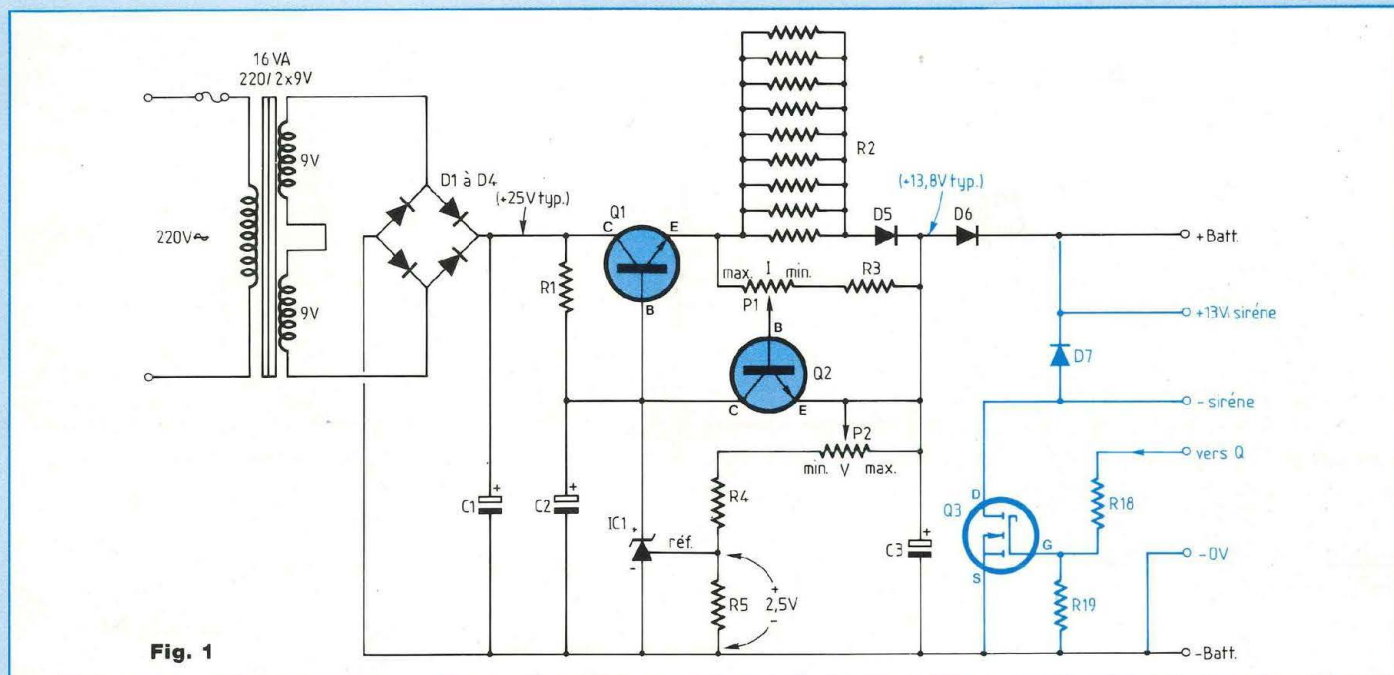 16 VA
220/2x9V
9V
9V
220V~
D1 à D4
(+25V typ.)
Q1
C
E
B
R1
R2
D5
(+13,8V typ.)
D6
+Batt.
max. I min.
P1
R3
B
Q2
C
E
+13V siréne
D7
- siréne
P2
min. V max.
vers Q
R4
R18
C1
+
C2
+
IC1
+
-
réf.
+
2,5V
-
R5
C3
+
Q3
D
G
S
R19
-0V
-Batt.
Fig. 1